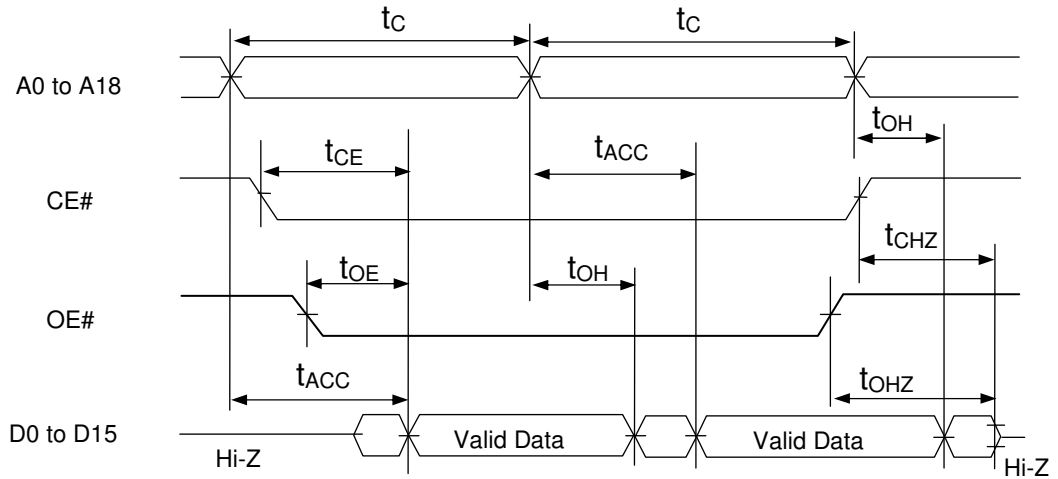 tC tC
A0 to A18
tOH
tCE tACC
CE#
tCHZ
tOE tOH
OE#
tACC tOHZ
D0 to D15 Valid Data Valid Data
Hi-Z Hi-Z